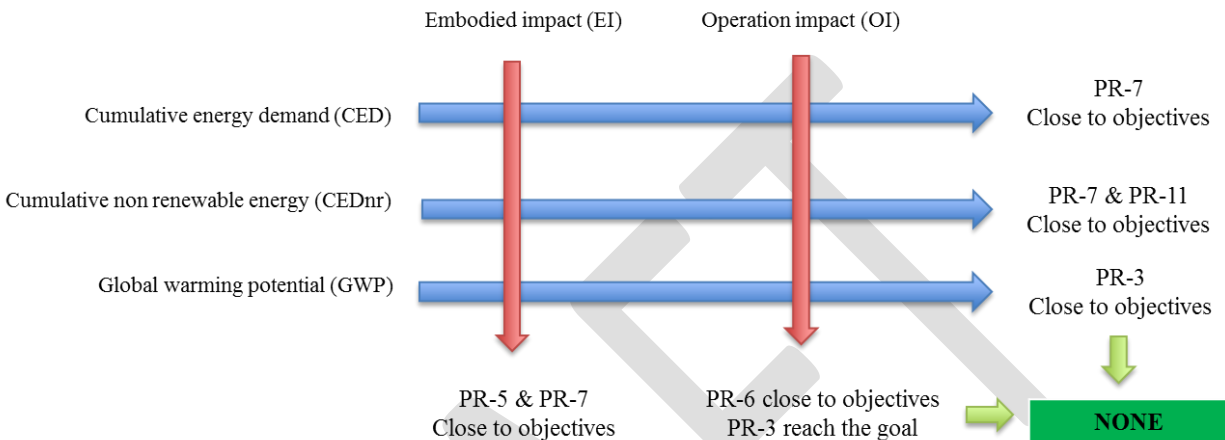 Embodied impact (EI)
Operation impact (OI)
Cumulative energy demand (CED)
PR-7
Close to objectives
Cumulative non renewable energy (CEDnr)
PR-7 & PR-11
Close to objectives
Global warming potential (GWP)
PR-3
Close to objectives
PR-5 & PR-7
Close to objectives
PR-6 close to objectives
PR-3 reach the goal
NONE